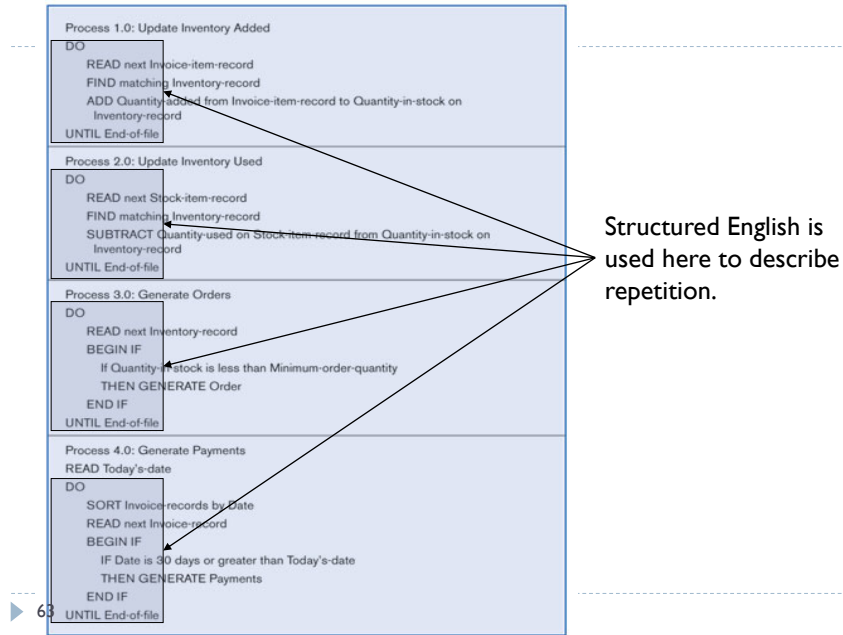 Process 1.0: Update Inventory Added
DO
READ next Invoice-item-record
FIND matching Inventory-record
ADD Quantity-added from Invoice-item-record to Quantity-in-stock on
Inventory-record
UNTIL End-of-file
Process 2.0: Update Inventory Used
DO
READ next Stock-item-record
FIND matching Inventory-record
SUBTRACT Quantity-used on Stock-item-record from Quantity-in-stock on
Inventory-record
UNTIL End-of-file
Process 3.0: Generate Orders
DO
READ next Inventory-record
BEGIN IF
If Quantity-in-stock is less than Minimum-order-quantity
THEN GENERATE Order
END IF
UNTIL End-of-file
Process 4.0: Generate Payments
READ Today's-date
DO
SORT Invoice-records by Date
READ next Invoice-record
BEGIN IF
IF Date is 30 days or greater than Today's-date
THEN GENERATE Payments
END IF
UNTIL End-of-file
Structured English is
used here to describe
repetition.
63